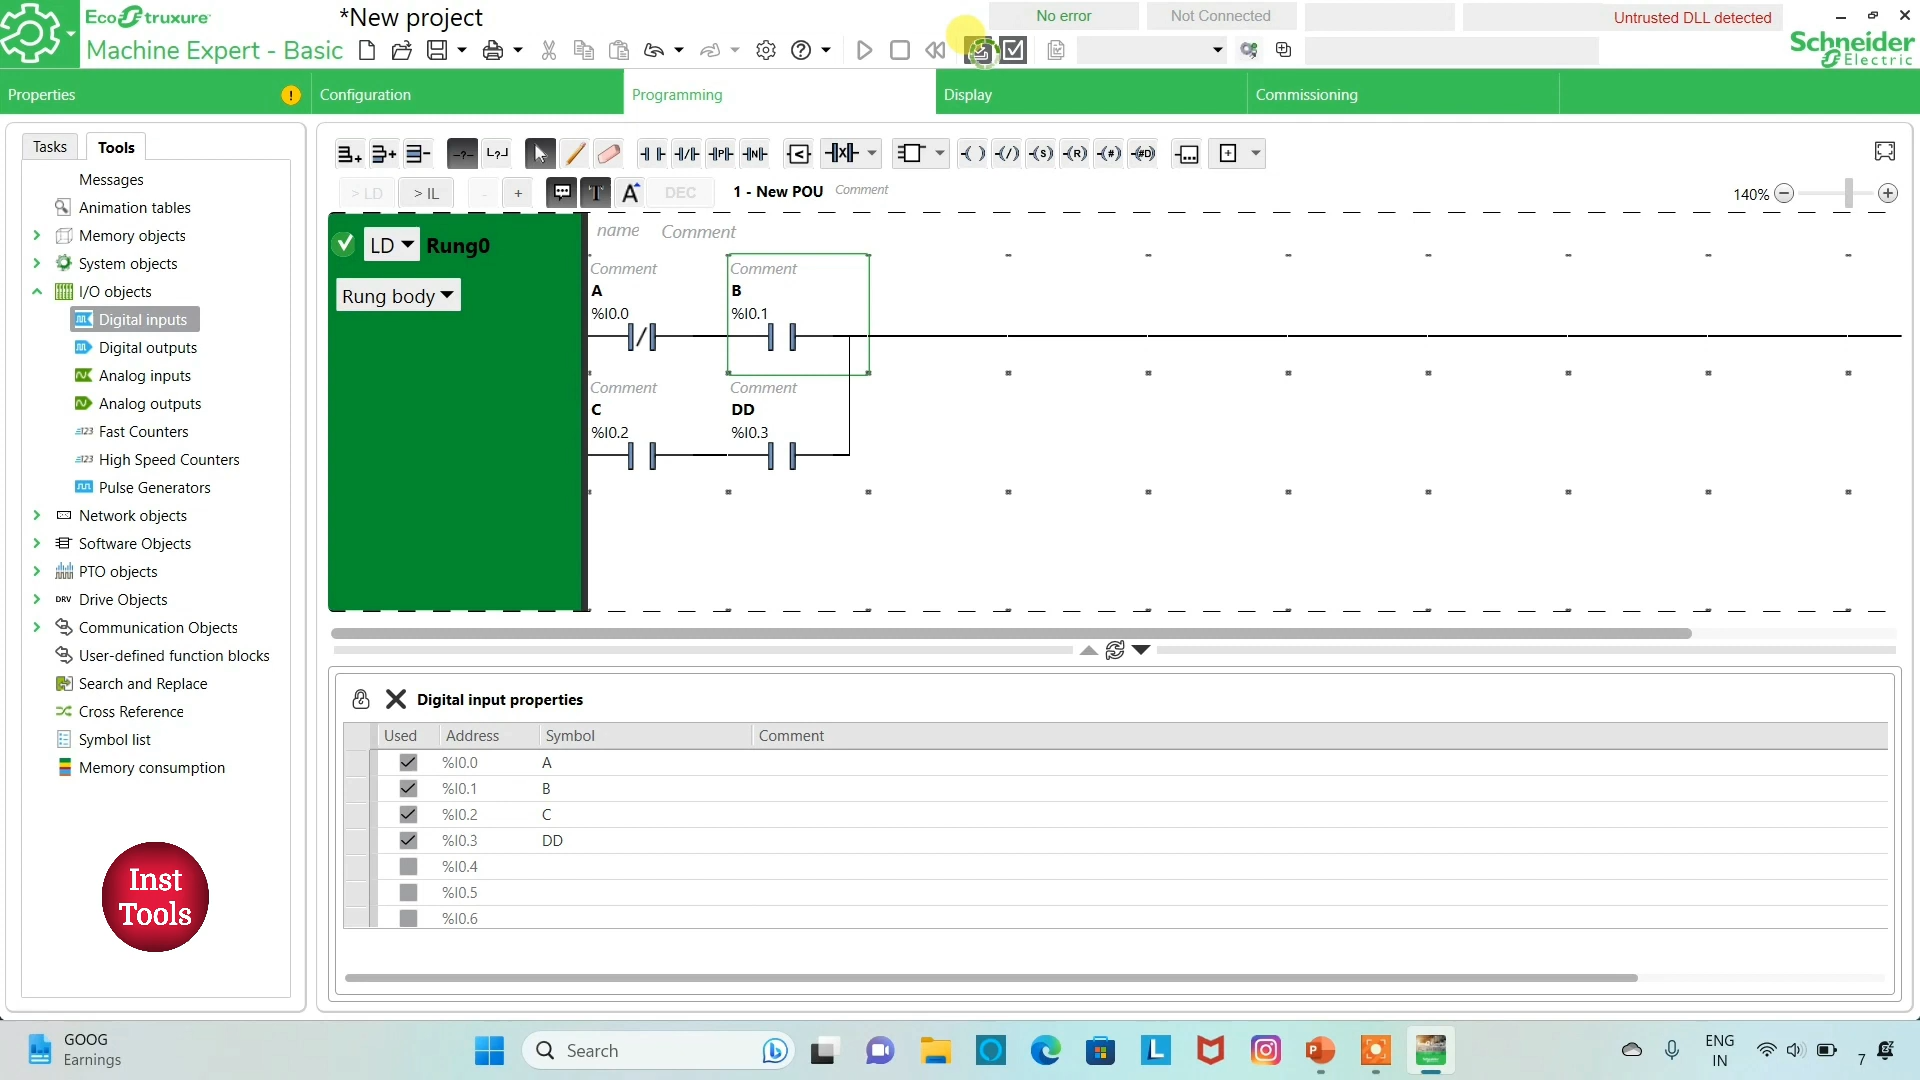 EcoStruxure
Machine Expert - Basic
*New project
No error
Not Connected
Untrusted DLL detected
Schneider
Electric
Properties
Configuration
Programming
Display
Commissioning
Tasks
Tools
Messages
Animation tables
Memory objects
System objects
I/O objects
Digital inputs
Digital outputs
Analog inputs
Analog outputs
Fast Counters
High Speed Counters
Pulse Generators
Network objects
Software Objects
PTO objects
DRV Drive Objects
Communication Objects
User-defined function blocks
Search and Replace
Cross Reference
Symbol list
Memory consumption
Inst
Tools
> LD
> IL
-
+
T
A
DEC
1 - New POU
Comment
140%
LD
Rung0
Rung body
name
Comment
Comment
A
%I0.0
Comment
B
%I0.1
Comment
C
%I0.2
Comment
DD
%I0.3
Digital input properties
Used Address Symbol Comment
%I0.0 A
%I0.1 B
%I0.2 C
%I0.3 DD
%I0.4
%I0.5
%I0.6
GOOG
Earnings
Search
ENG
IN
7